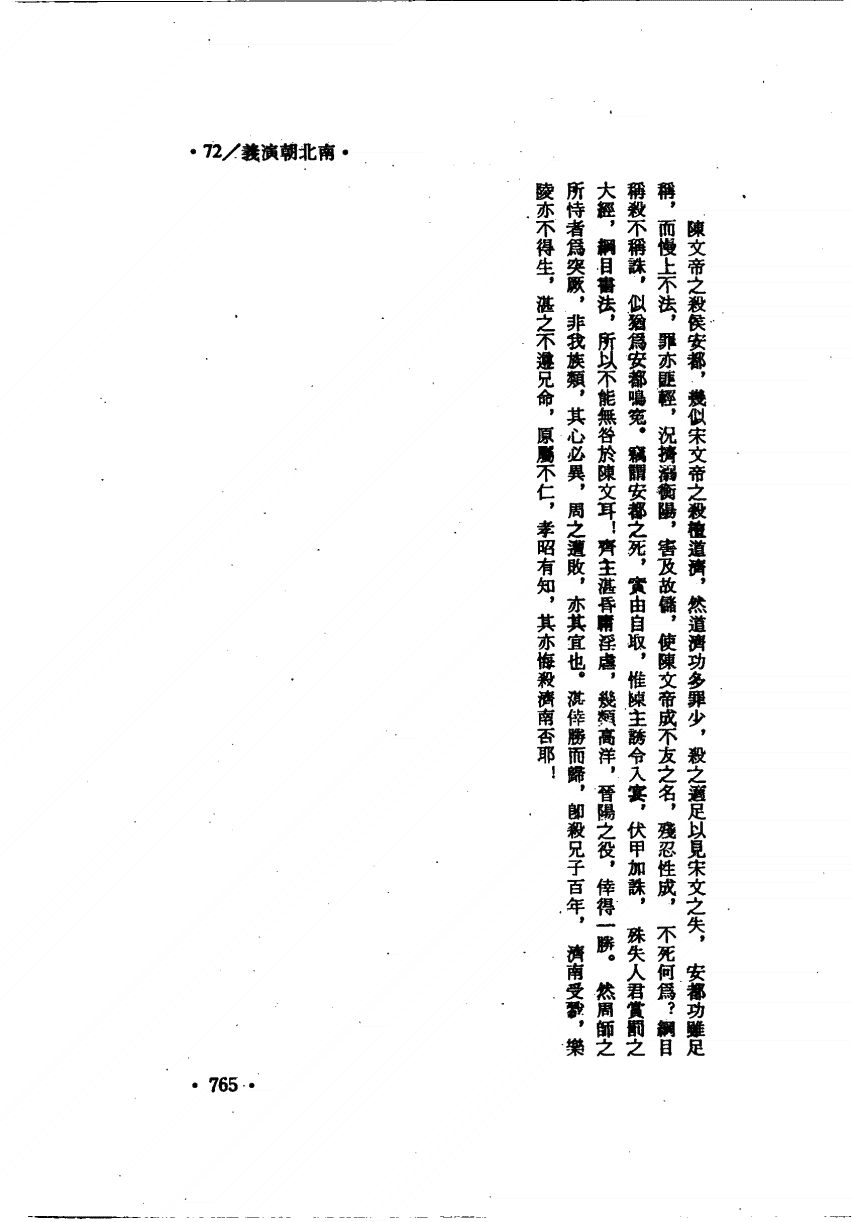 •72／義演朝北南•
陳文帝之殺侯安都，幾似宋文帝之殺檀道濟，然道濟功多罪少，殺之適足以見宋文之失，安都功雖足
稱，而慢上不法，罪亦匪輕，況擠溺衡陽，害及故儲，使陳文帝成不友之名，殘忍性成，不死何爲？綱目
稱殺不稱誅，似猶爲安都鳴冤。竊謂安都之死，實由自取，惟陳主誘令入宴，伏甲加誅，殊失人君賞罰之
大經，綱目書法，所以不能無咎於陳文耳！齊主湛昏庸淫虐，幾類高洋，晉陽之役，倖得一勝。然周師之
所恃者爲突厥，非我族類，其心必異，周之遭敗，亦其宜也。湛倖勝而歸，卽殺兄子百年，濟南受戮，樂
陵亦不得生，湛之不遵兄命，原屬不仁，孝昭有知，其亦悔殺濟南否耶！
•765•